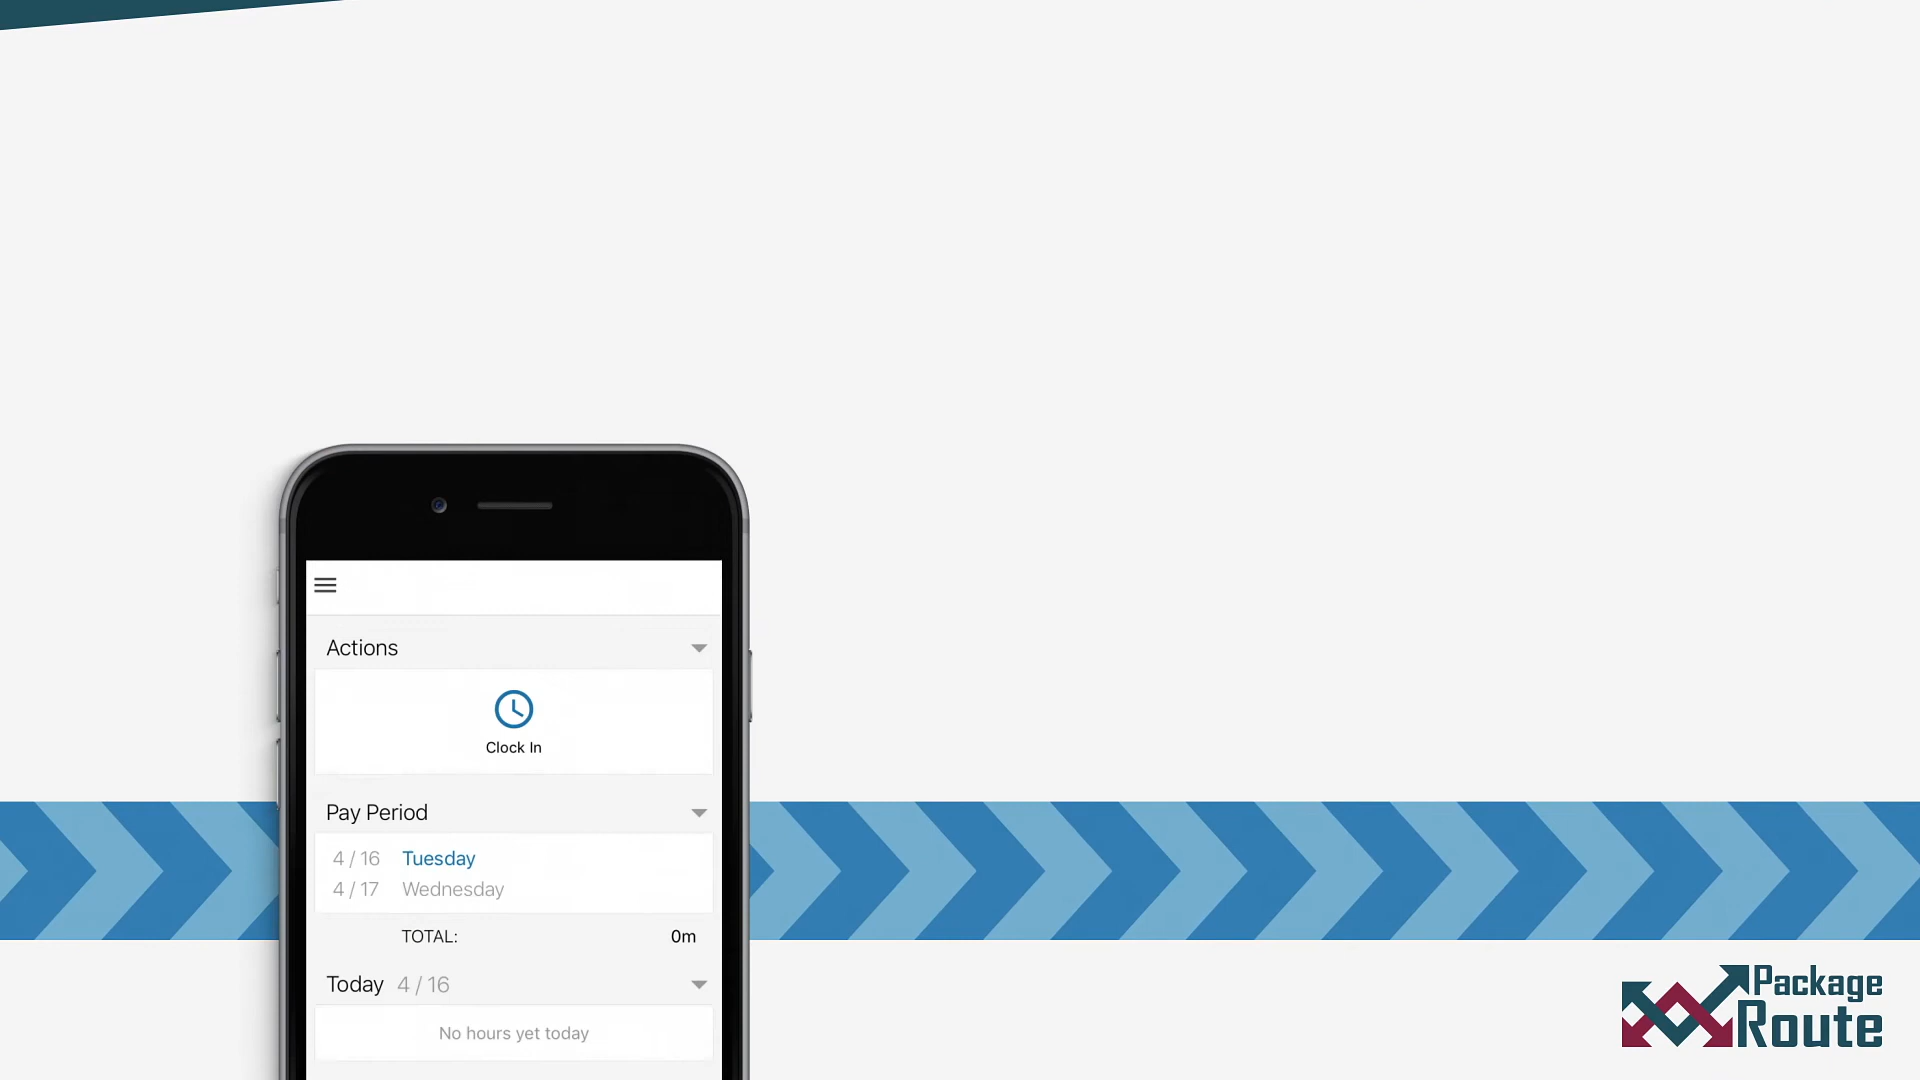 Actions
Clock In
Pay Period
4 / 16 Tuesday
4 / 17 Wednesday
TOTAL: 0m
Today 4 / 16
No hours yet today
Package
Route